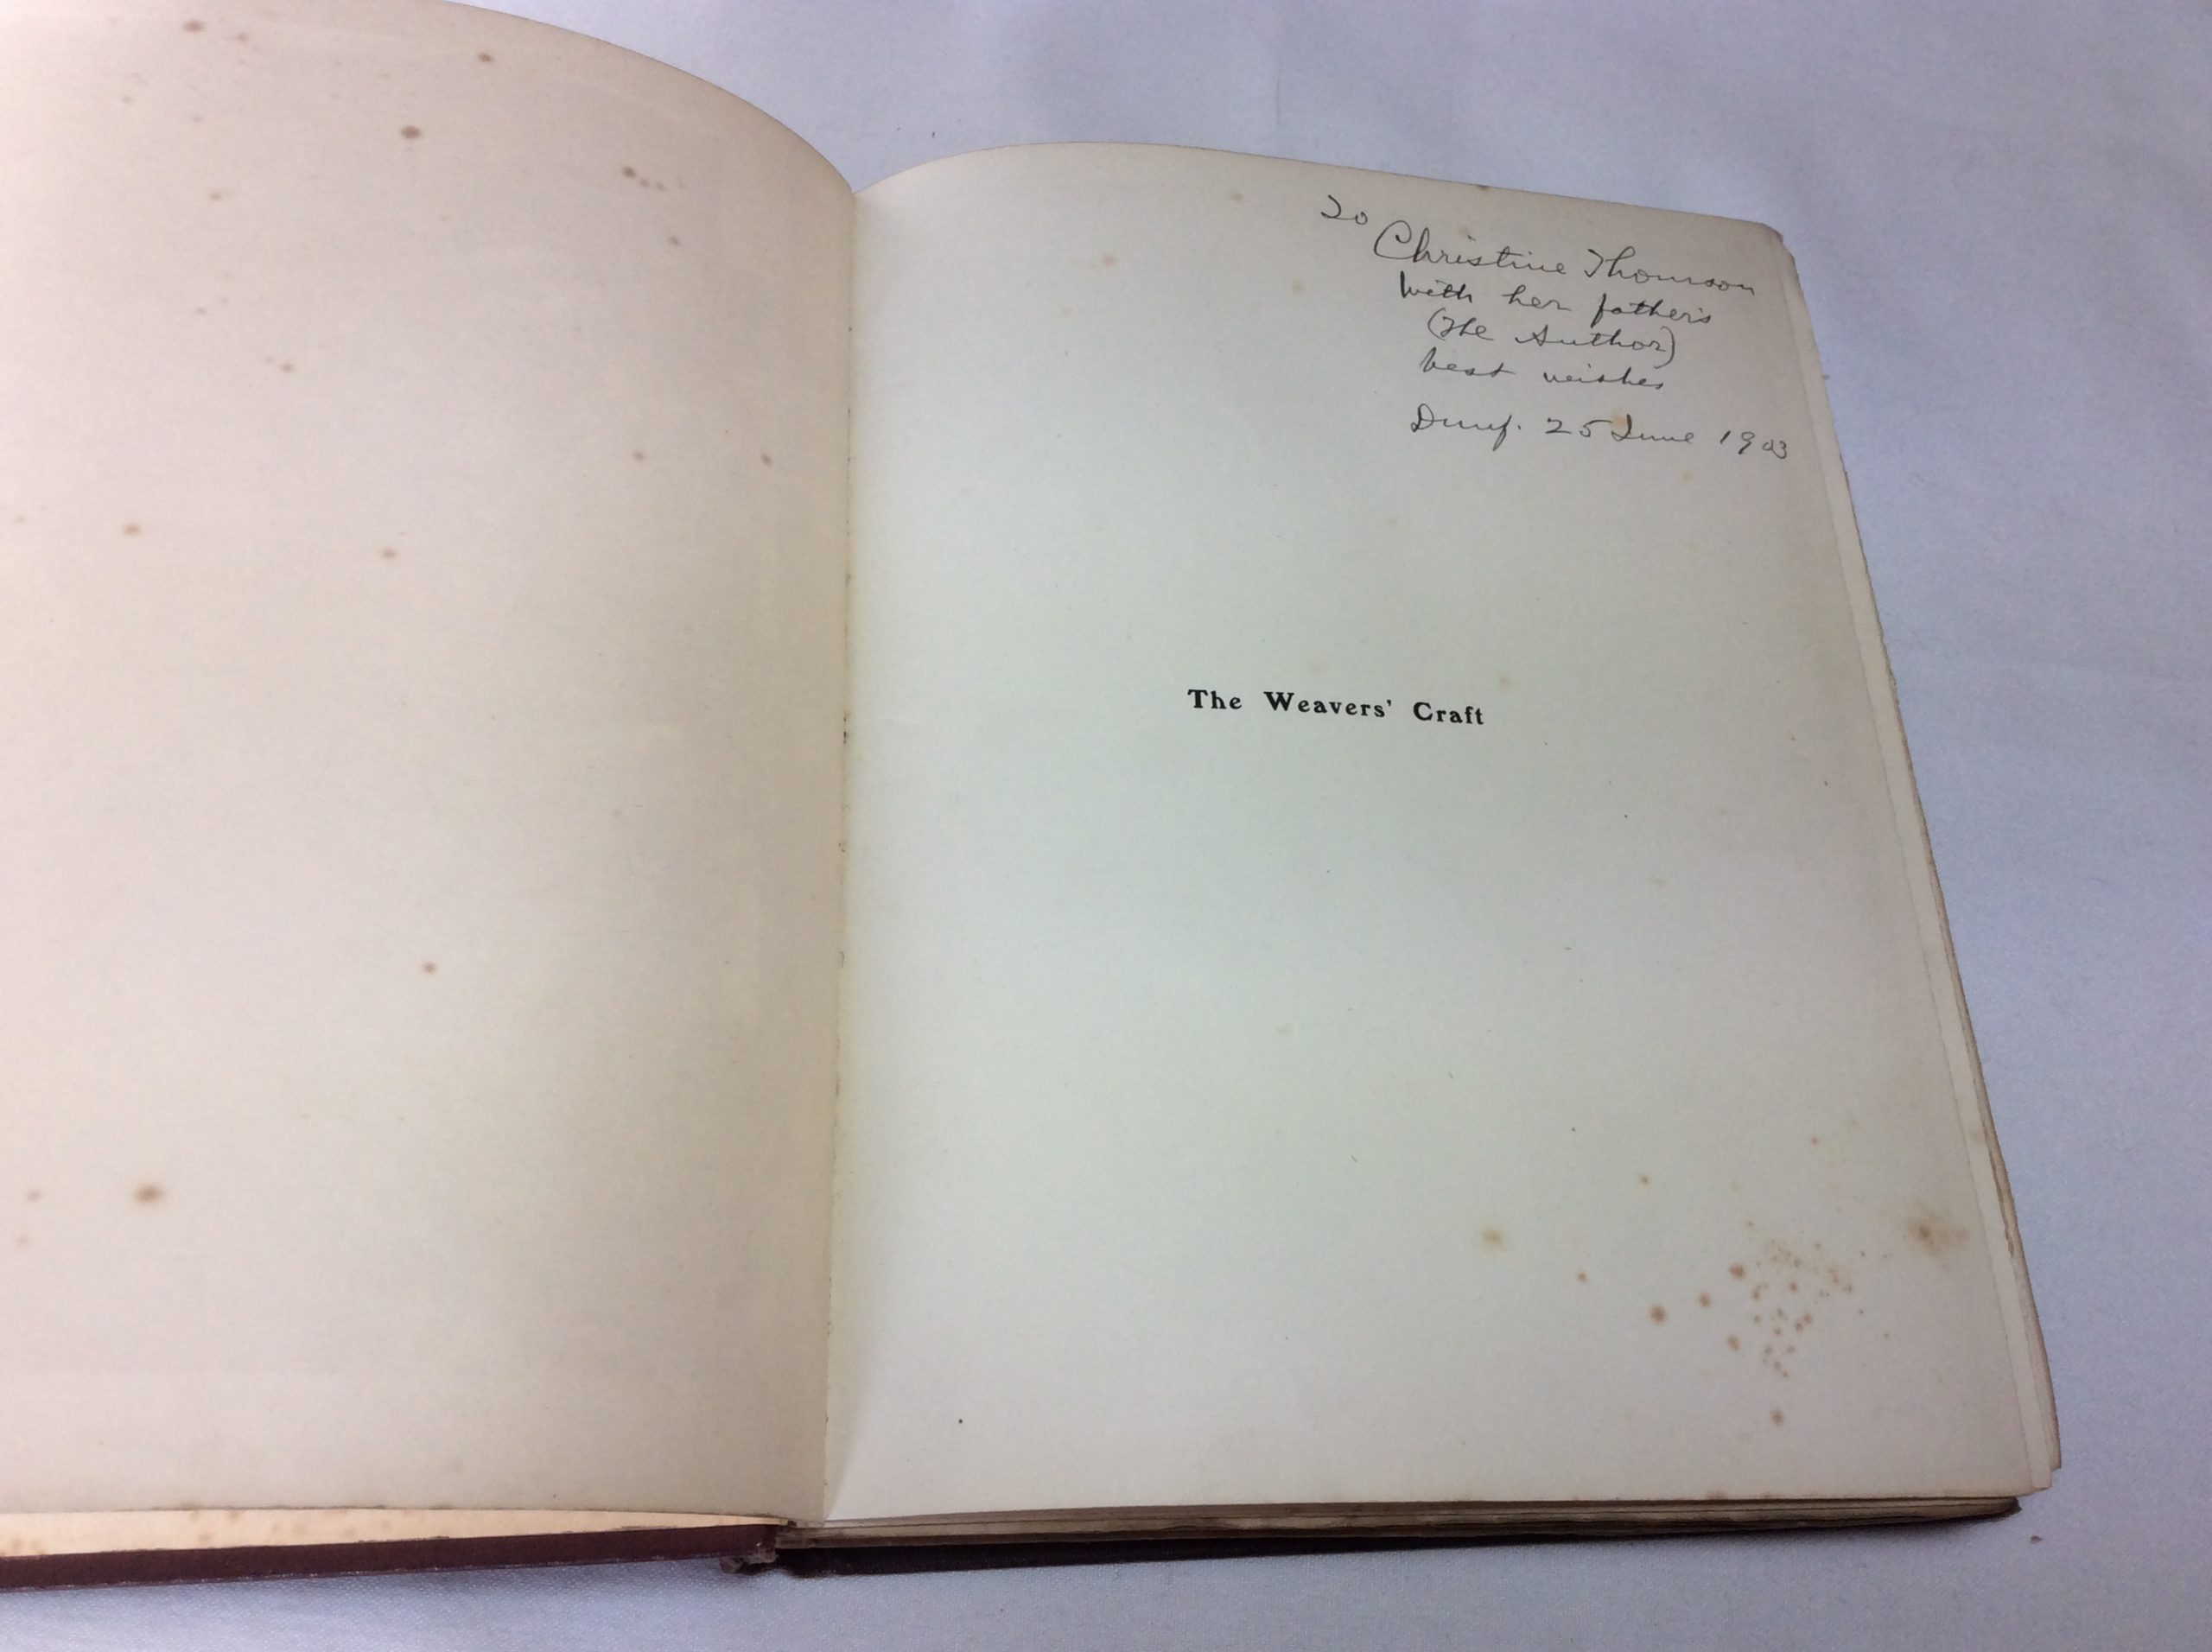 To
Christine Thomson
with her father's
(The Author)
best wishes
Dunf. 25 June 1903
The Weavers' Craft